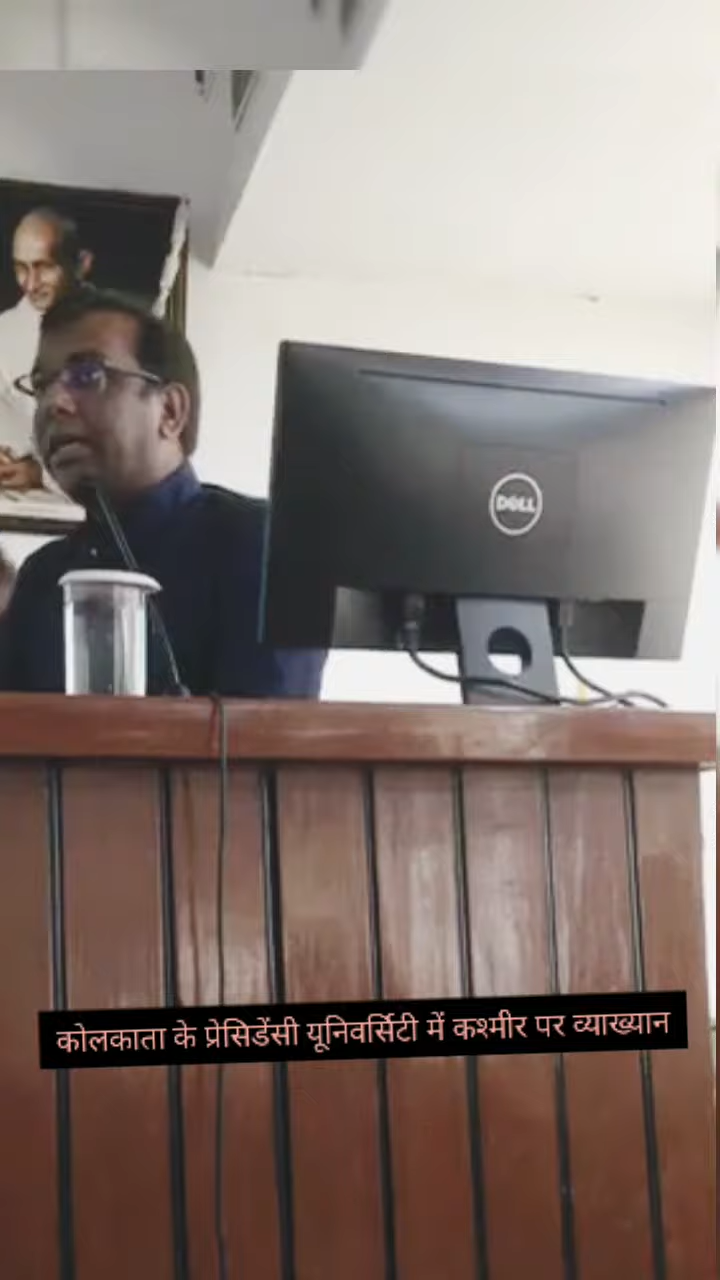 DELL
कोलकाता के प्रेसिडेंसी यूनिवर्सिटी में कश्मीर पर व्याख्यान